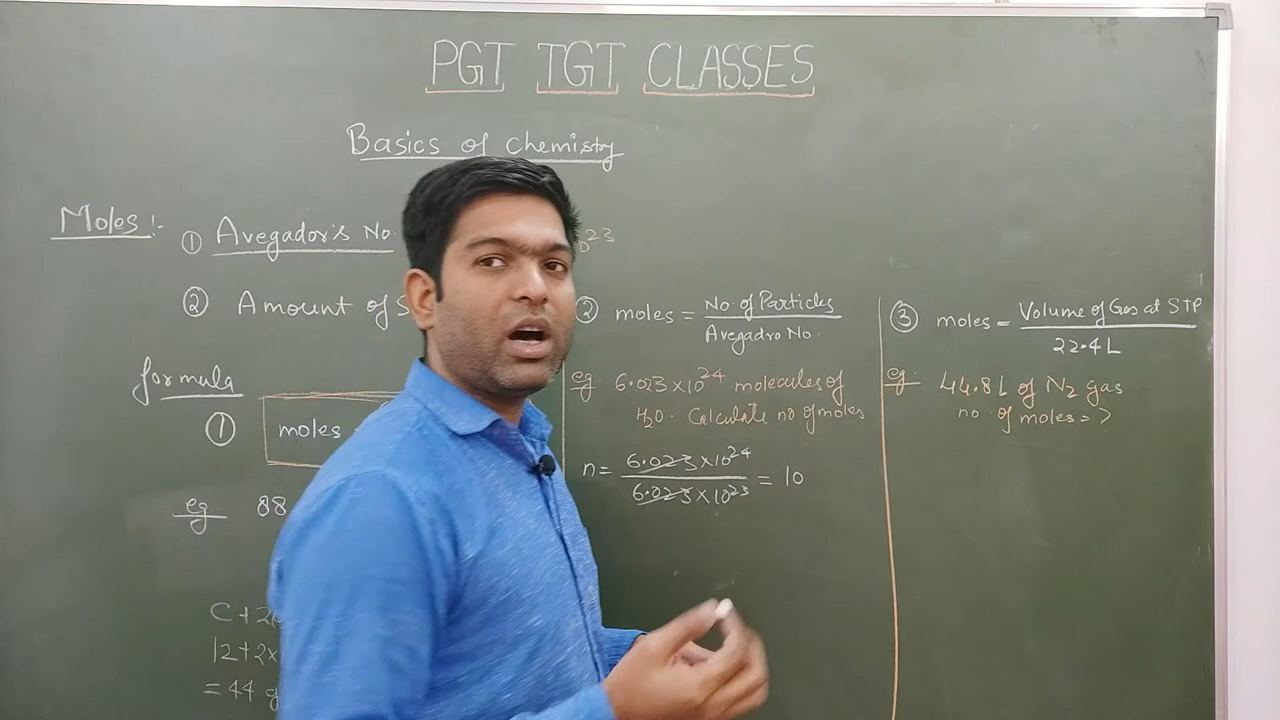 PGT TGT CLASSES
Basics of chemistry
Moles :-
① Avegador's No.
② Amount of
formula
① moles
eg 88
C+2
12+2x
= 44 g
② moles = No. of Particles
Avegadro No.
eg 6.023 x 10²⁴ molecules of
H₂O. Calculate no of moles.
n = 6.023 x 10²⁴ = 10
6.023 x 10²³
③ moles = Volume of Gas at STP
22.4 L
eg. 44.8 L of N₂ gas
no. of moles = ?